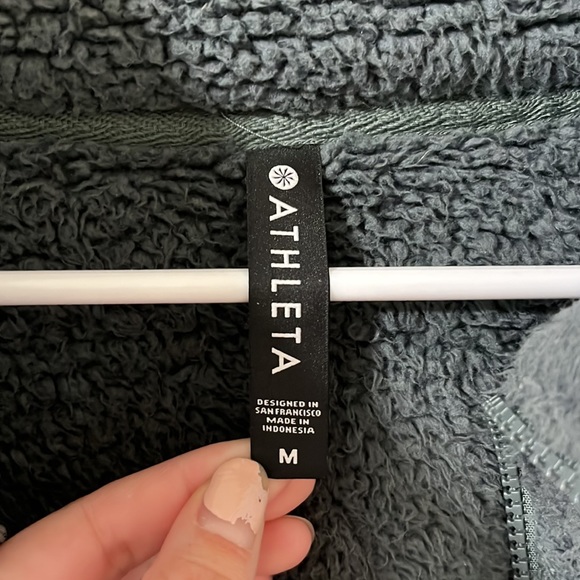 ATHLETA
DESIGNED IN
SAN FRANCISCO
MADE IN
INDONESIA
M